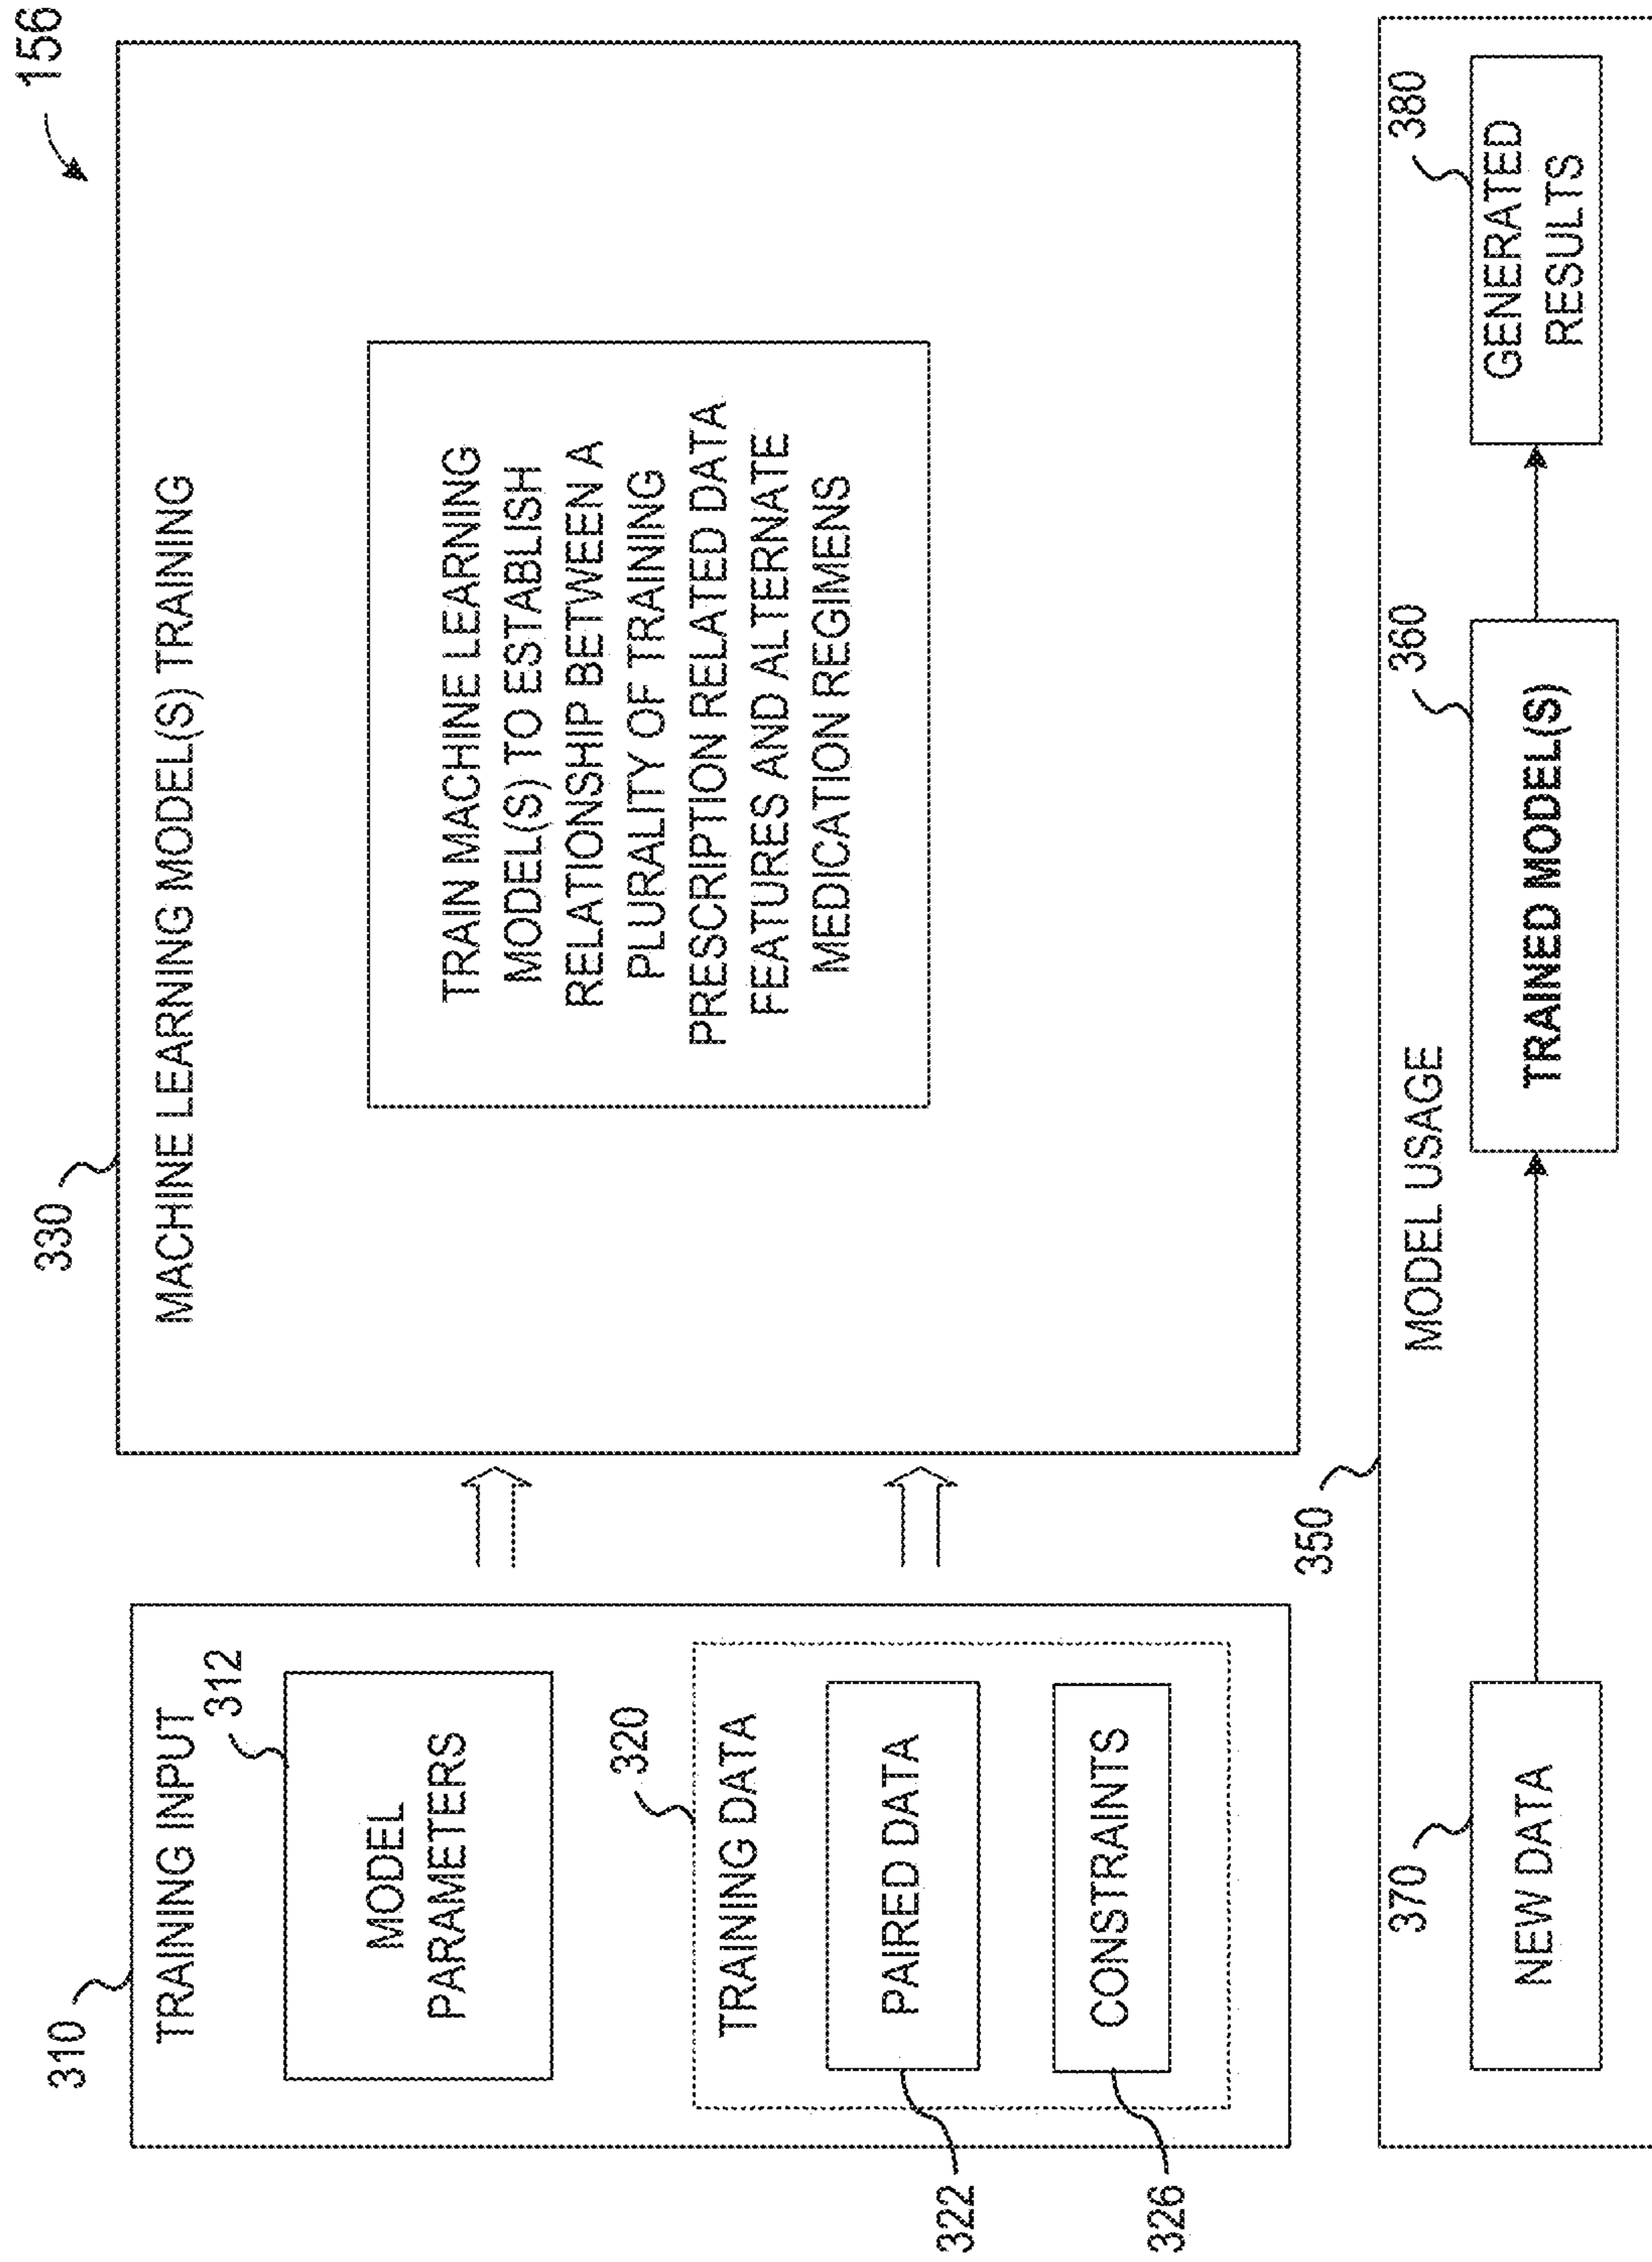 156
310
TRAINING INPUT
312
MODEL
PARAMETERS
320
TRAINING DATA
PAIRED DATA
322
CONSTRAINTS
326
330
MACHINE LEARNING MODEL(S) TRAINING
TRAIN MACHINE LEARNING
MODEL(S) TO ESTABLISH
RELATIONSHIP BETWEEN A
PLURALITY OF TRAINING
PRESCRIPTION RELATED DATA
FEATURES AND ALTERNATE
MEDICATION REGIMENS
350
MODEL USAGE
370
NEW DATA
360
TRAINED MODEL(S)
380
GENERATED
RESULTS